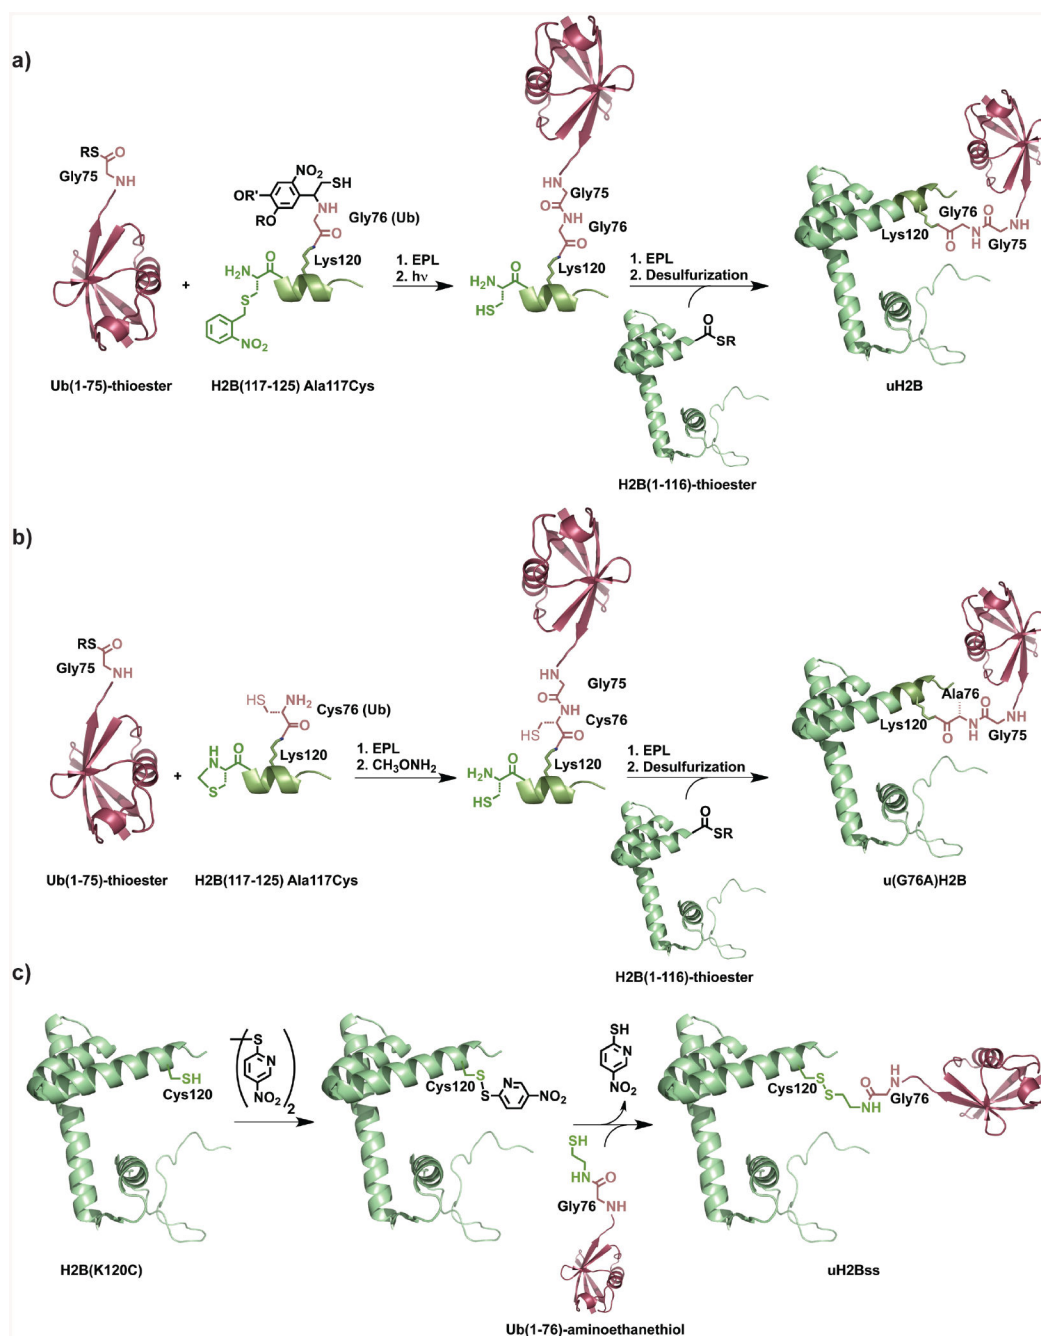 a)
RS
O
Gly75
NH
NO₂
SH
OR'
RO
HN
Gly76 (Ub)
O
Lys120
H₂N
O
S
NO₂
+
1. EPL
2. hν
HN
Gly75
O
NH
Gly76
O
Lys120
H₂N
O
HS
1. EPL
2. Desulfurization
O
SR
Gly76
Lys120
O
N
H
O
NH
Gly75
Ub(1-75)-thioester
H2B(117-125) Ala117Cys
H2B(1-116)-thioester
uH2B
b)
RS
O
Gly75
NH
HS
NH₂
Cys76 (Ub)
O
Lys120
H
N
O
S
+
1. EPL
2. CH₃ONH₂
HN
Gly75
O
NH
Cys76
HS
O
Lys120
H₂N
O
HS
1. EPL
2. Desulfurization
O
SR
Ala76
Lys120
O
N
H
O
NH
Gly75
Ub(1-75)-thioester
H2B(117-125) Ala117Cys
H2B(1-116)-thioester
u(G76A)H2B
c)
SH
Cys120
S
N
NO₂
2
Cys120
S
S
N
NO₂
SH
N
NO₂
SH
HN
O
Gly76
NH
Cys120
S
S
NH
O
H
N
Gly76
H2B(K120C)
uH2Bss
Ub(1-76)-aminoethanethiol